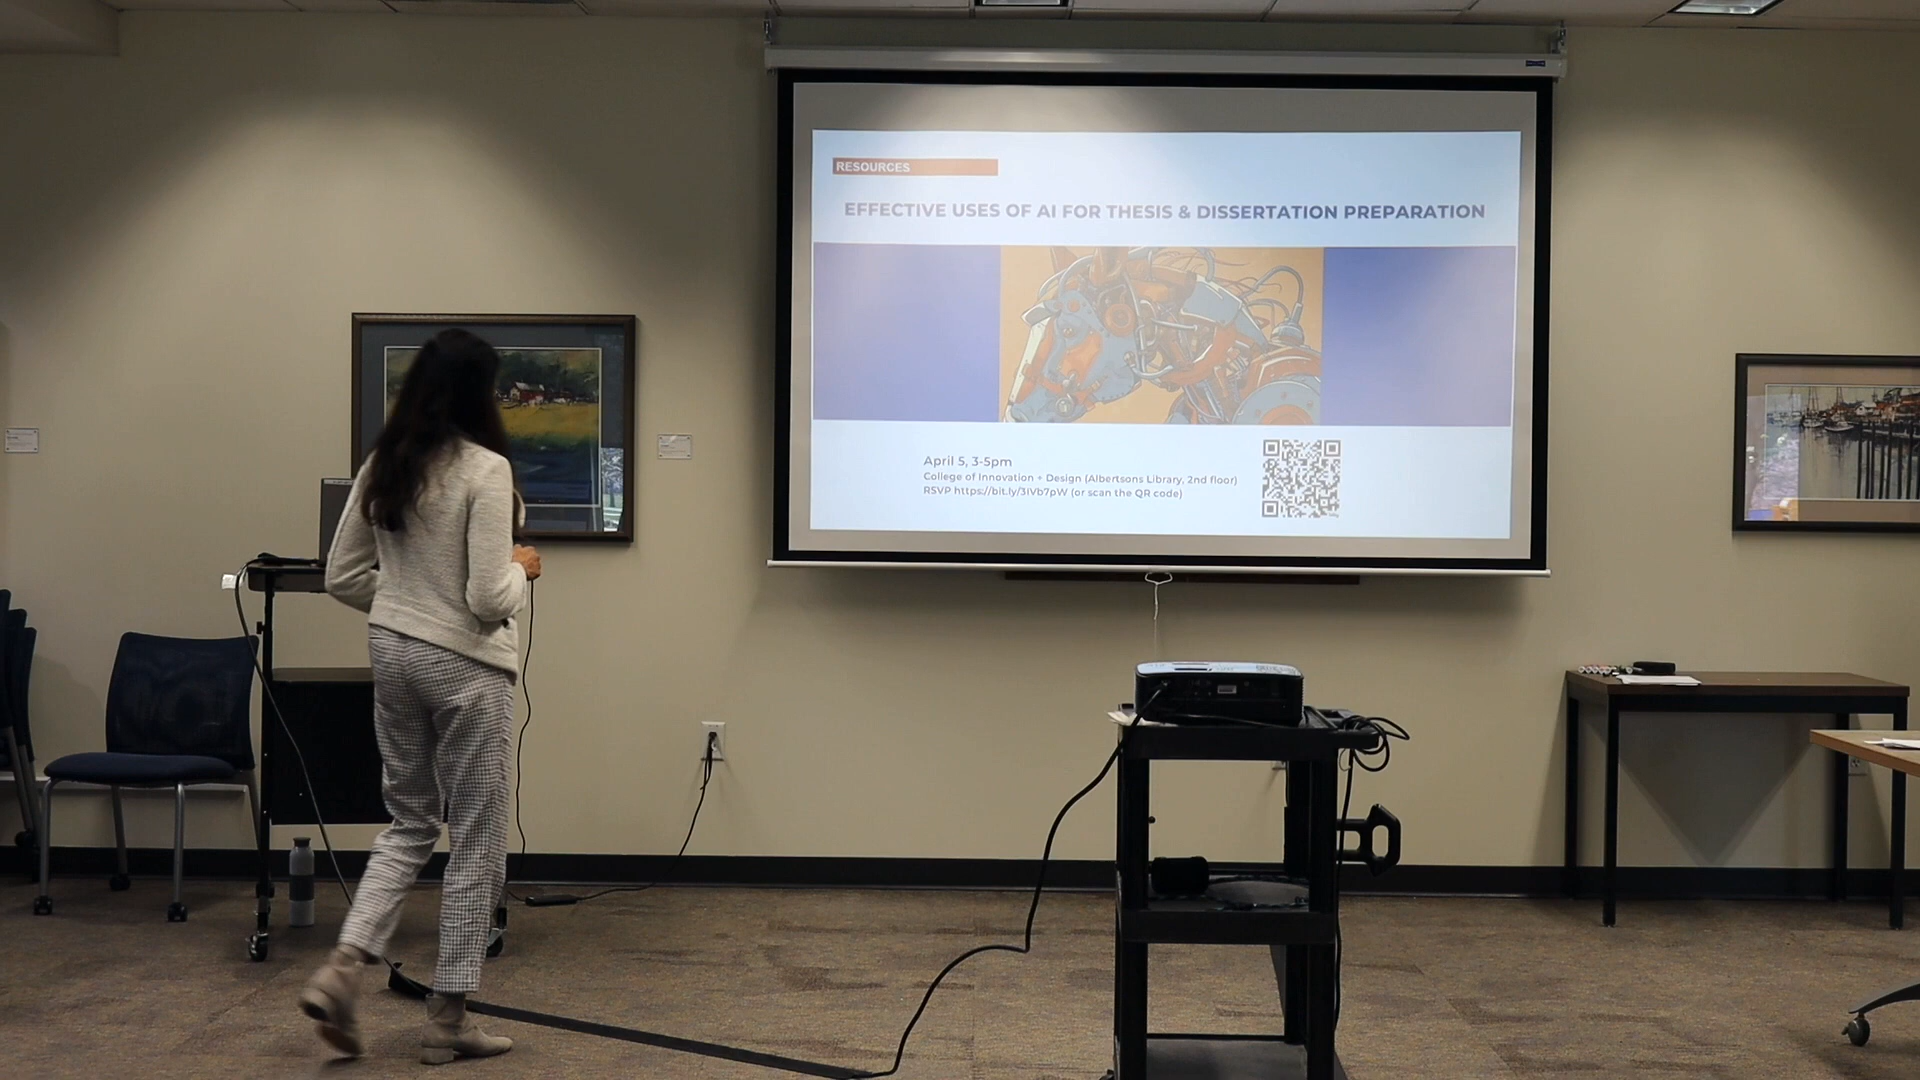 RESOURCES
EFFECTIVE USES OF AI FOR THESIS & DISSERTATION PREPARATION
April 5, 3-5pm
College of Innovation + Design (Albertsons Library, 2nd floor)
RSVP https://bit.ly/3IVb7pW (or scan the QR code)